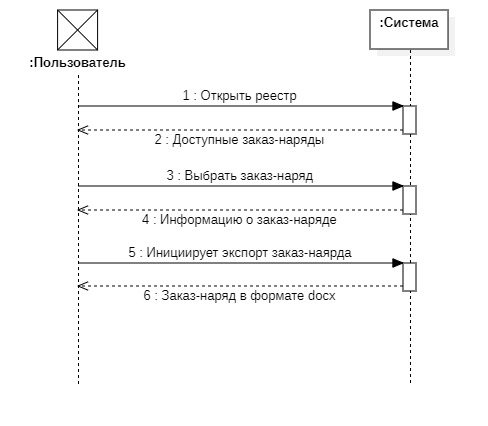 :Система
:Пользователь
1 : Открыть реестр
2 : Доступные заказ-наряды
3 : Выбрать заказ-наряд
4 : Информацию о заказ-наряде
5 : Инициирует экспорт заказ-наярда
6 : Заказ-наряд в формате docx